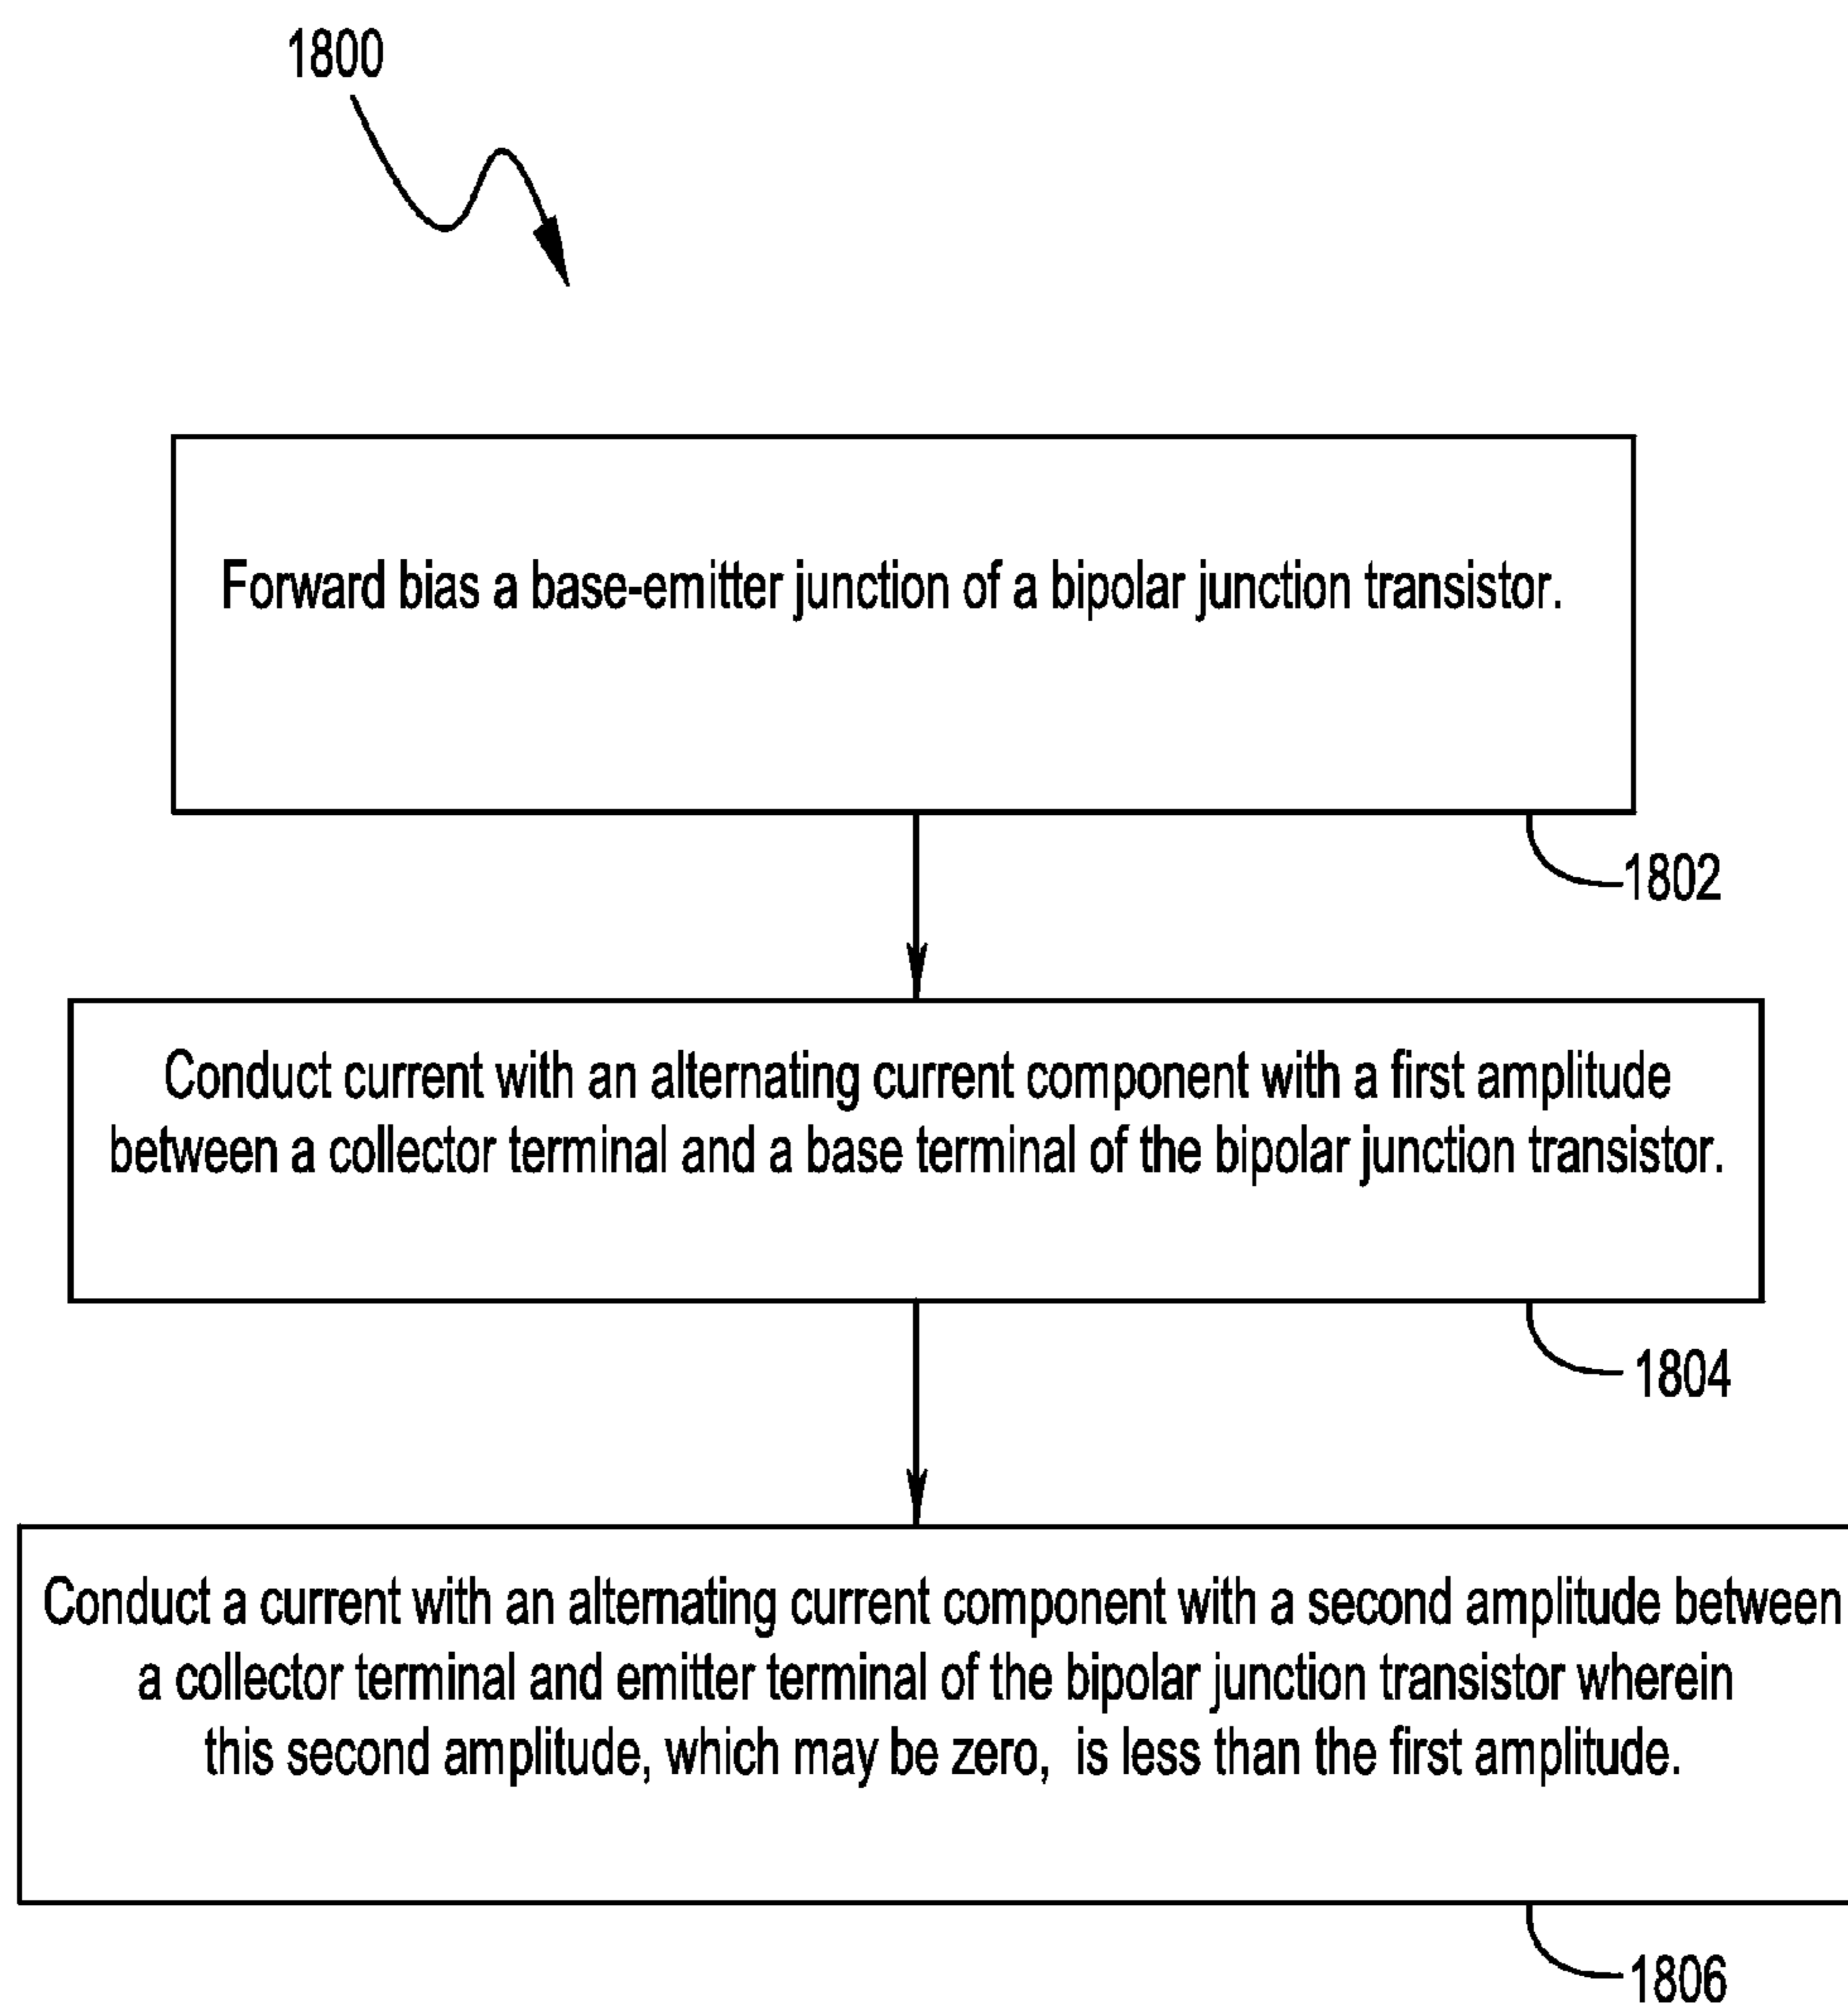 1800
Forward bias a base-emitter junction of a bipolar junction transistor.
1802
Conduct current with an alternating current component with a first amplitude
between a collector terminal and a base terminal of the bipolar junction transistor.
1804
Conduct a current with an alternating current component with a second amplitude between
a collector terminal and emitter terminal of the bipolar junction transistor wherein
this second amplitude, which may be zero, is less than the first amplitude.
1806